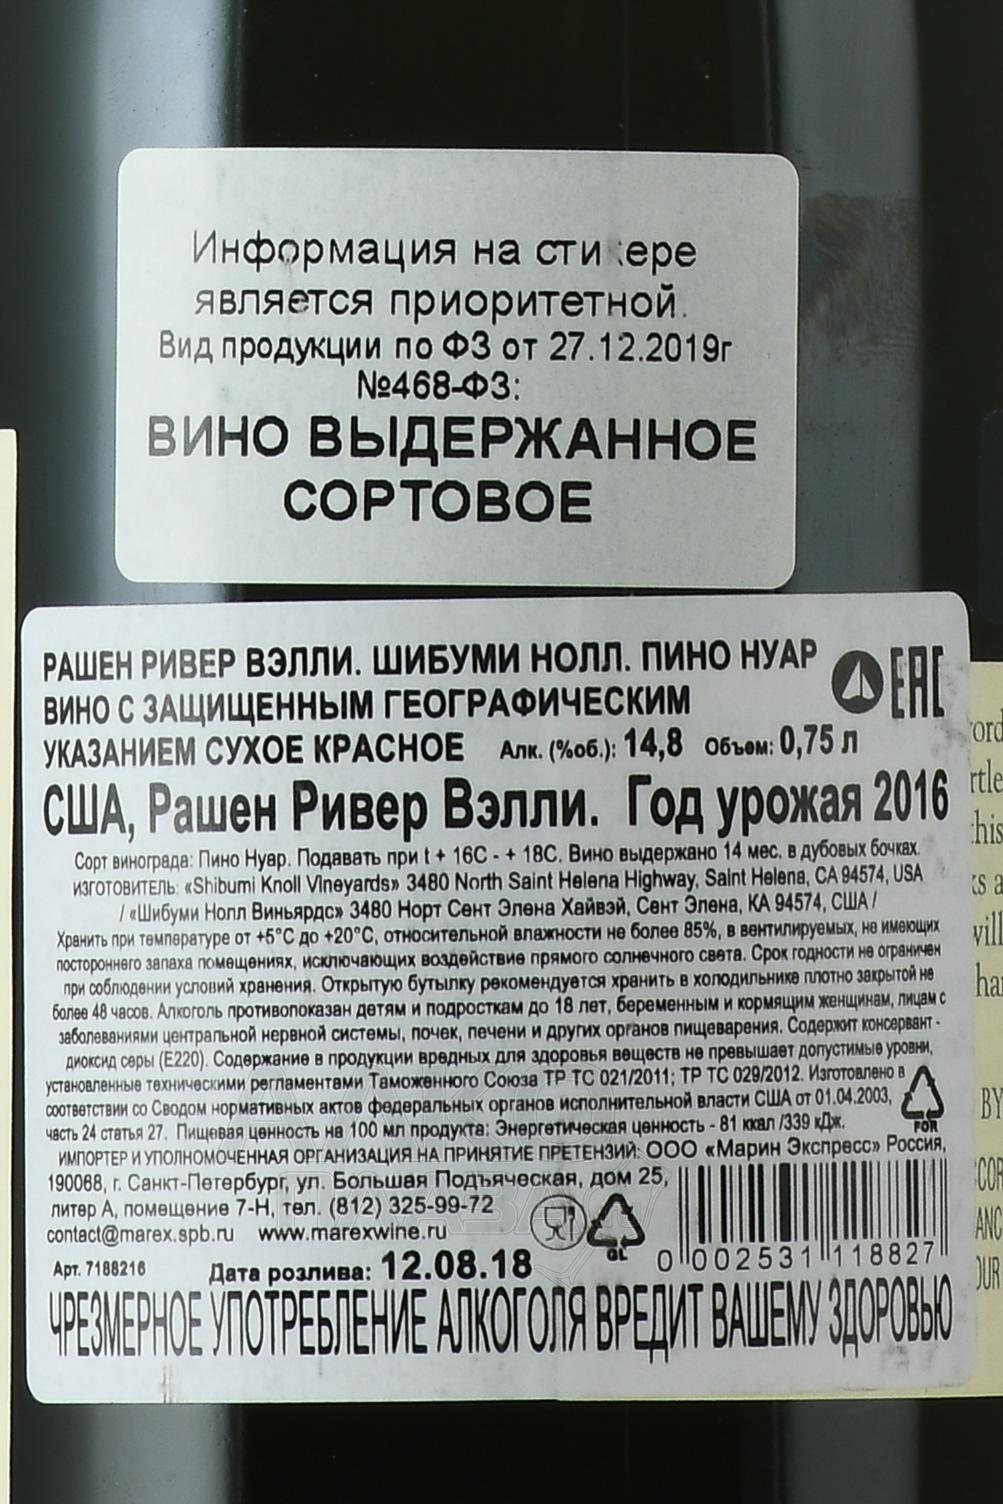 Информация на стикере
является приоритетной.
Вид продукции по ФЗ от 27.12.2019г
№468-ФЗ:
ВИНО ВЫДЕРЖАННОЕ
СОРТОВОЕ
РАШЕН РИВЕР ВЭЛЛИ. ШИБУМИ НОЛЛ. ПИНО НУАР
ВИНО С ЗАЩИЩЕННЫМ ГЕОГРАФИЧЕСКИМ
УКАЗАНИЕМ СУХОЕ КРАСНОЕ Алк. (%об.): 14,8 Объем: 0,75 л
EAC
США, Рашен Ривер Вэлли. Год урожая 2016
Сорт винограда: Пино Нуар. Подавать при t + 16С - + 18С. Вино выдержано 14 мес. в дубовых бочках.
ИЗГОТОВИТЕЛЬ: «Shibumi Knoll Vineyards» 3480 North Saint Helena Highway, Saint Helena, CA 94574, USA
/ «Шибуми Нолл Виньярдс» 3480 Норт Сент Элена Хайвэй, Сент Элена, КА 94574, США /
Хранить при температуре от +5°С до +20°С, относительной влажности не более 85%, в вентилируемых, не имеющих
постороннего запаха помещениях, исключающих воздействие прямого солнечного света. Срок годности не ограничен
при соблюдении условий хранения. Открытую бутылку рекомендуется хранить в холодильнике плотно закрытой не
более 48 часов. Алкоголь противопоказан детям и подросткам до 18 лет, беременным и кормящим женщинам, лицам с
заболеваниями центральной нервной системы, почек, печени и других органов пищеварения. Содержит консервант -
диоксид серы (Е220). Содержание в продукции вредных для здоровья веществ не превышает допустимые уровни,
установленные техническими регламентами Таможенного Союза ТР ТС 021/2011; ТР ТС 029/2012. Изготовлено в
соответствии со Сводом нормативных актов федеральных органов исполнительной власти США от 01.04.2003,
часть 24 статья 27. Пищевая ценность на 100 мл продукта: Энергетическая ценность - 81 ккал /339 кДж.
FOR
ИМПОРТЕР И УПОЛНОМОЧЕННАЯ ОРГАНИЗАЦИЯ НА ПРИНЯТИЕ ПРЕТЕНЗИЙ: ООО «Марин Экспресс» Россия,
190068, г. Санкт-Петербург, ул. Большая Подъяческая, дом 25,
литер А, помещение 7-Н, тел. (812) 325-99-72
contact@marex.spb.ru www.marexwine.ru
GL
0 002531 118827
Арт. 7188216 Дата розлива: 12.08.18
ЧРЕЗМЕРНОЕ УПОТРЕБЛЕНИЕ АЛКОГОЛЯ ВРЕДИТ ВАШЕМУ ЗДОРОВЬЮ
BY